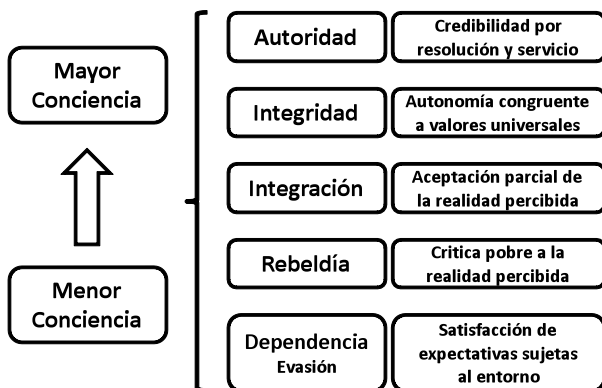 Mayor
Conciencia
Menor
Conciencia
Autoridad
Credibilidad por
resolución y servicio
Integridad
Autonomía congruente
a valores universales
Integración
Aceptación parcial de
la realidad percibida
Rebeldía
Critica pobre a la
realidad percibida
Dependencia
Evasión
Satisfacción de
expectativas sujetas
al entorno